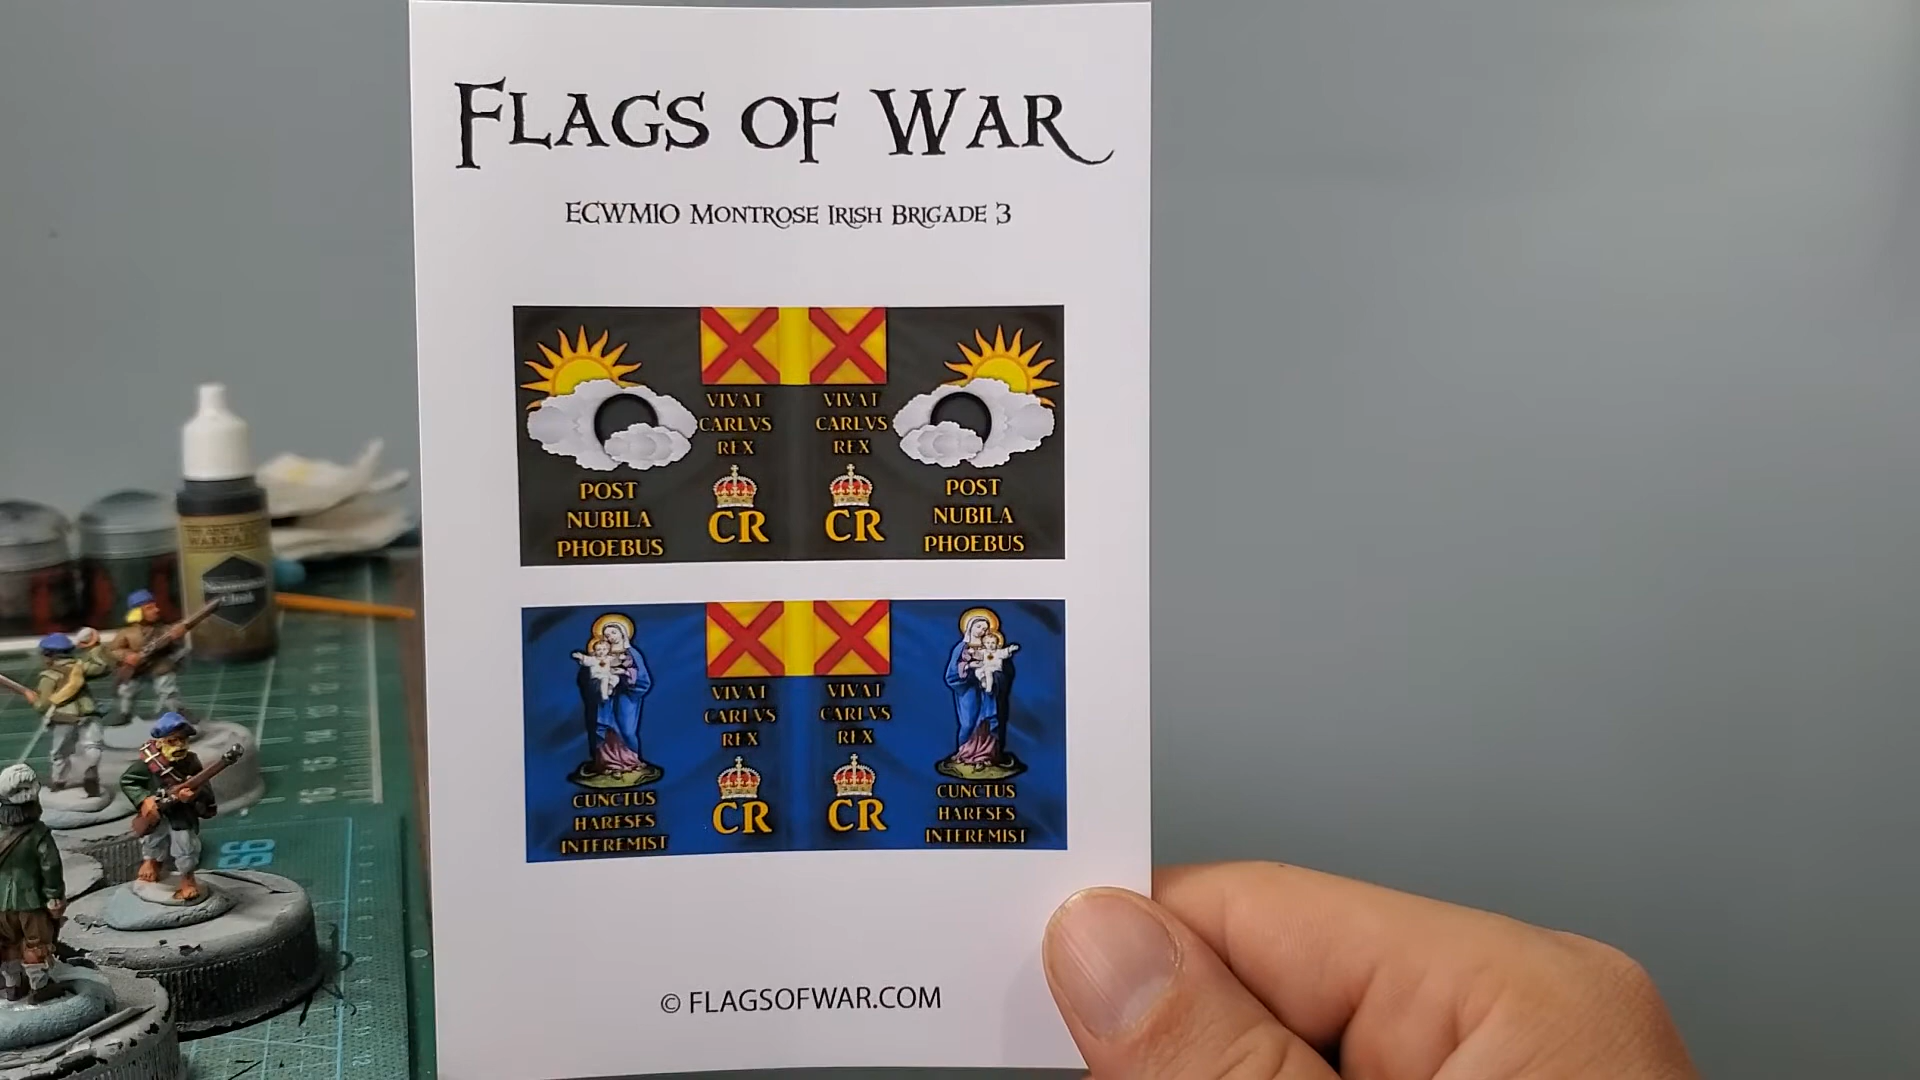 FLAGS OF WAR
ECWMIO MONTROSE IRISH BRIGADE 3
VIVAT
CARLVS
REX
CR
VIVAT
CARLVS
REX
CR
POST
NUBILA
PHOEBUS
POST
NUBILA
PHOEBUS
VIVAT
CARLVS
REX
CR
VIVAT
CARLVS
REX
CR
CUNCTUS
HARESES
INTEREMIST
CUNCTUS
HARESES
INTEREMIST
© FLAGSOFWAR.COM